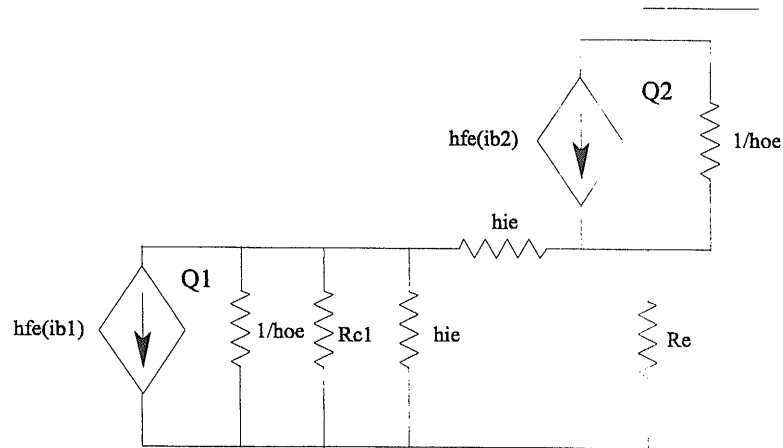 Q2
hfe(ib2)
1/hoe
hie
Q1
hfe(ib1)
1/hoe
Rc1
hie
Re